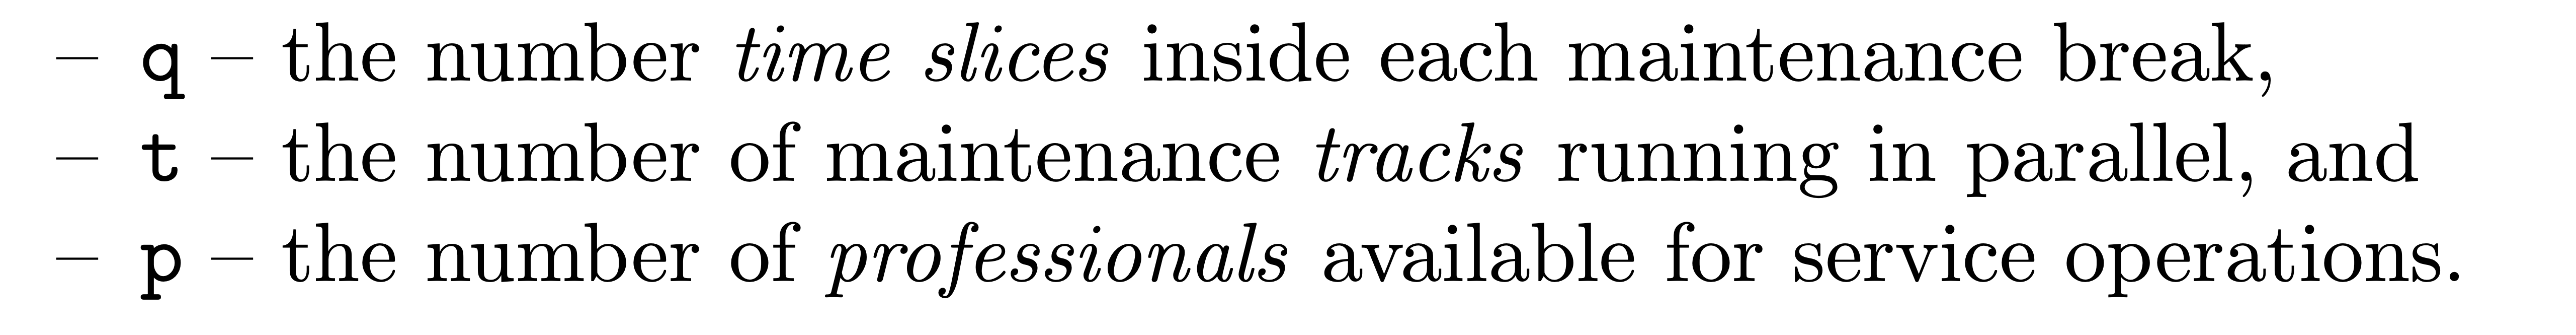 – q – the number time slices inside each maintenance break,
– t – the number of maintenance tracks running in parallel, and
– p – the number of professionals available for service operations.